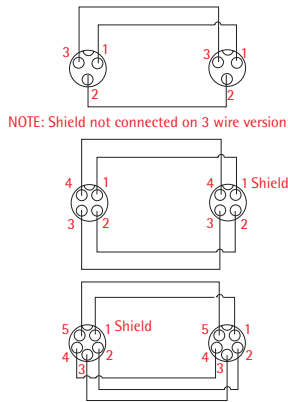 3 1 3 1
2 2
NOTE: Shield not connected on 3 wire version
4 1 4 1 Shield
3 2 3 2
5 1 Shield 5 1
4 3 2 4 3 2